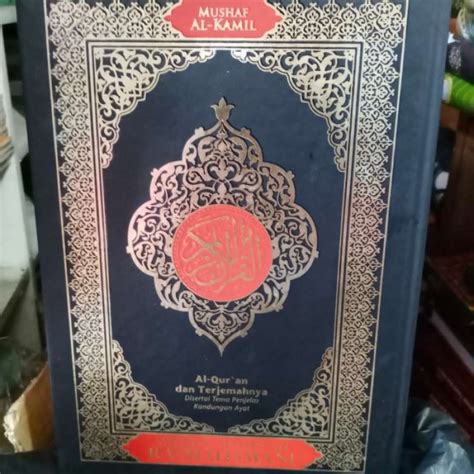 MUSHAF
AL-KAMIL
القرآن الكريم
Al-Qur`an
dan Terjemahnya
Disertai Tema Penjelas
Kandungan Ayat